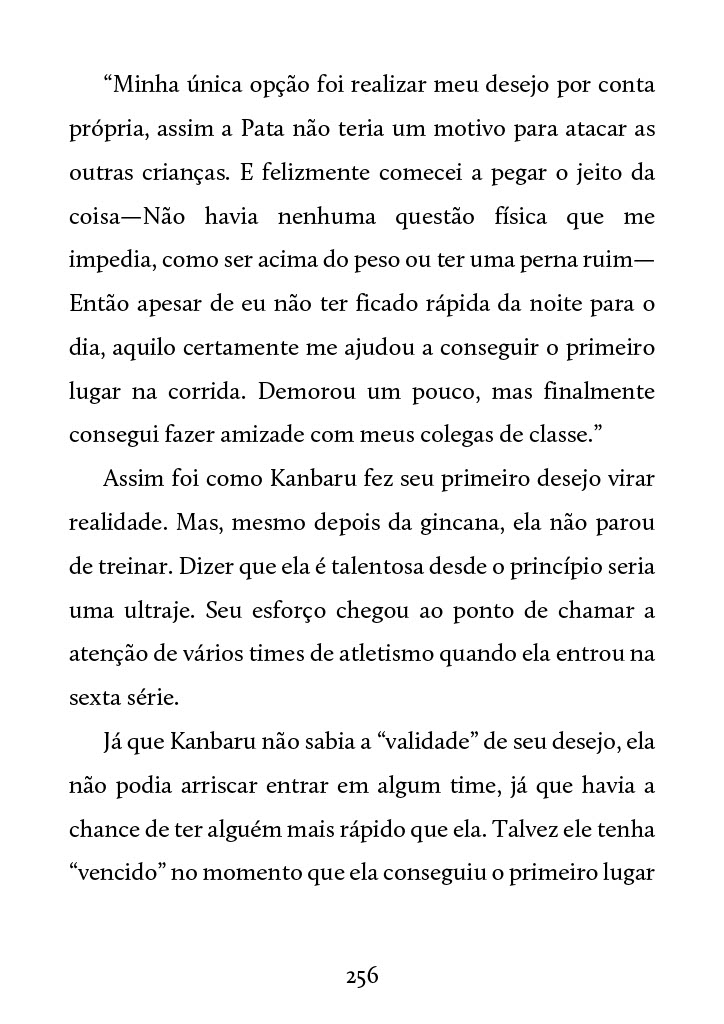 “Minha única opção foi realizar meu desejo por conta
própria, assim a Pata não teria um motivo para atacar as
outras crianças. E felizmente comecei a pegar o jeito da
coisa—Não havia nenhuma questão física que me
impedia, como ser acima do peso ou ter uma perna ruim—
Então apesar de eu não ter ficado rápida da noite para o
dia, aquilo certamente me ajudou a conseguir o primeiro
lugar na corrida. Demorou um pouco, mas finalmente
consegui fazer amizade com meus colegas de classe.”
Assim foi como Kanbaru fez seu primeiro desejo virar
realidade. Mas, mesmo depois da gincana, ela não parou
de treinar. Dizer que ela é talentosa desde o princípio seria
uma ultraje. Seu esforço chegou ao ponto de chamar a
atenção de vários times de atletismo quando ela entrou na
sexta série.
Já que Kanbaru não sabia a “validade” de seu desejo, ela
não podia arriscar entrar em algum time, já que havia a
chance de ter alguém mais rápido que ela. Talvez ele tenha
“vencido” no momento que ela conseguiu o primeiro lugar
256